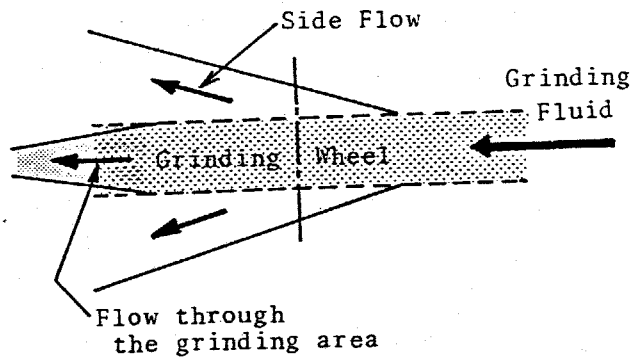 Side Flow
Grinding
Fluid
Grinding Wheel
Flow through
the grinding area